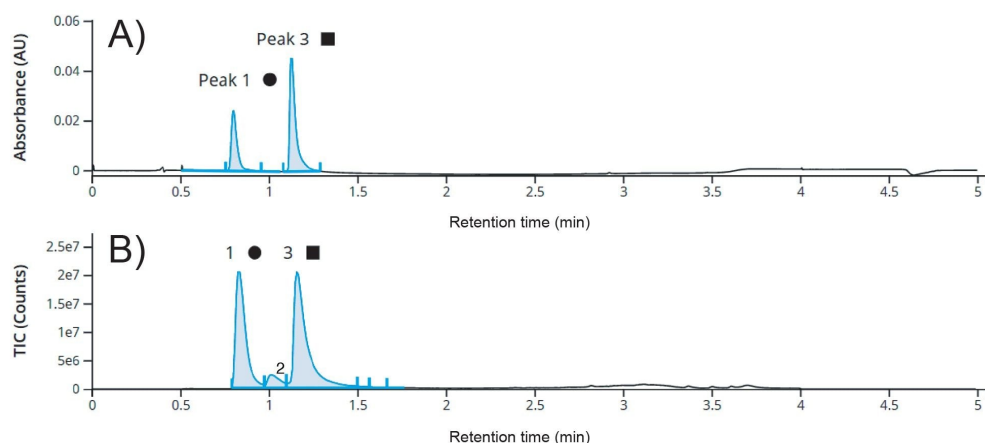 A)
Absorbance (AU)
0.06
0.04
0.02
0
Peak 1
Peak 3
0 0.5 1 1.5 2 2.5 3 3.5 4 4.5 5
Retention time (min)
B)
TIC (Counts)
2.5e7
2e7
1.5e7
1e7
5e6
0
1 3
2
0 0.5 1 1.5 2 2.5 3 3.5 4 4.5 5
Retention time (min)